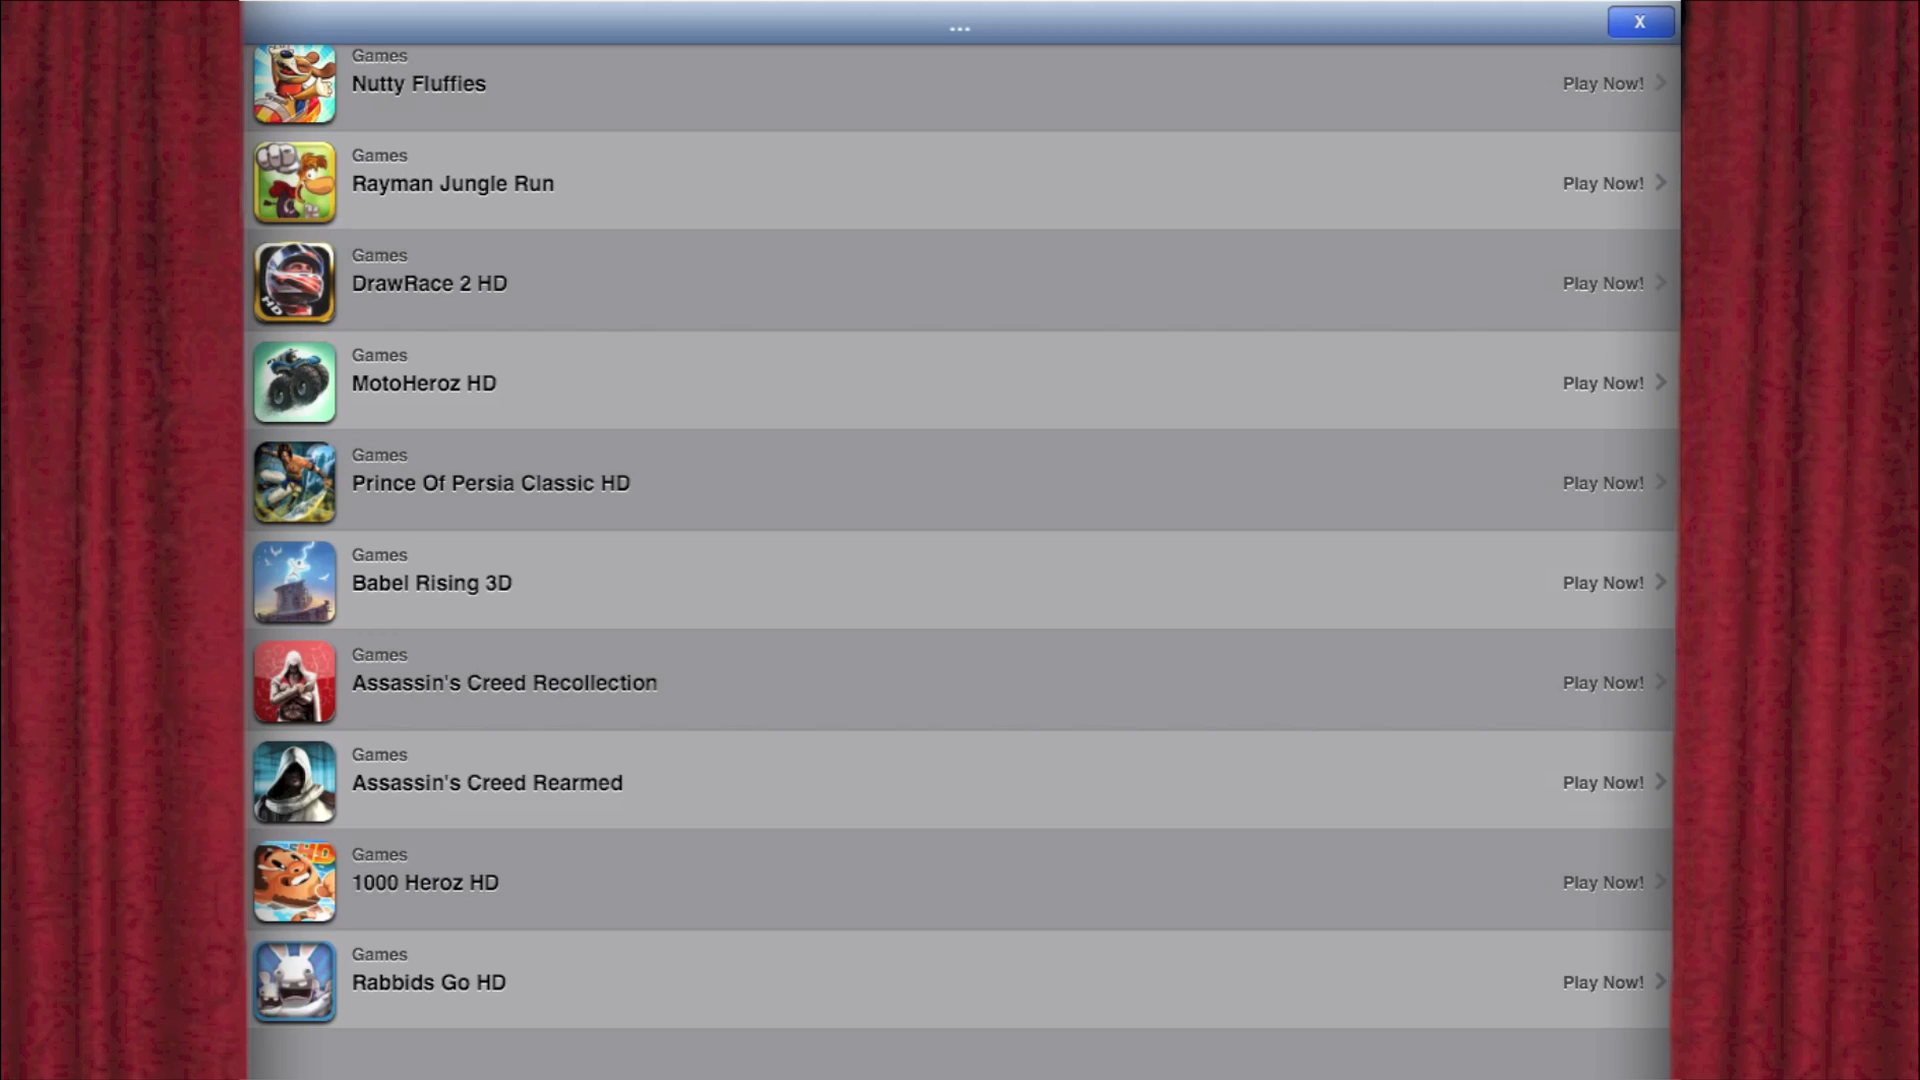 ...
X
Games
Nutty Fluffies
Play Now!
Games
Rayman Jungle Run
Play Now!
Games
DrawRace 2 HD
Play Now!
HD
Games
MotoHeroz HD
Play Now!
Games
Prince Of Persia Classic HD
Play Now!
Games
Babel Rising 3D
Play Now!
Games
Assassin's Creed Recollection
Play Now!
Games
Assassin's Creed Rearmed
Play Now!
HD
Games
1000 Heroz HD
Play Now!
Games
Rabbids Go HD
Play Now!